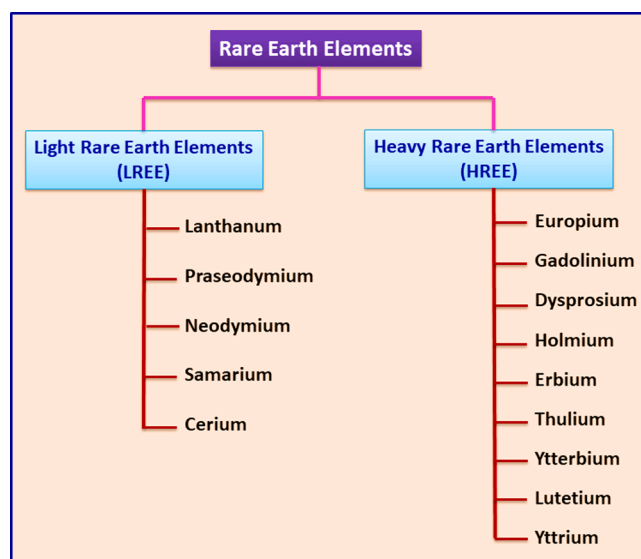 Rare Earth Elements
Light Rare Earth Elements
(LREE)
Lanthanum
Praseodymium
Neodymium
Samarium
Cerium
Heavy Rare Earth Elements
(HREE)
Europium
Gadolinium
Dysprosium
Holmium
Erbium
Thulium
Ytterbium
Lutetium
Yttrium